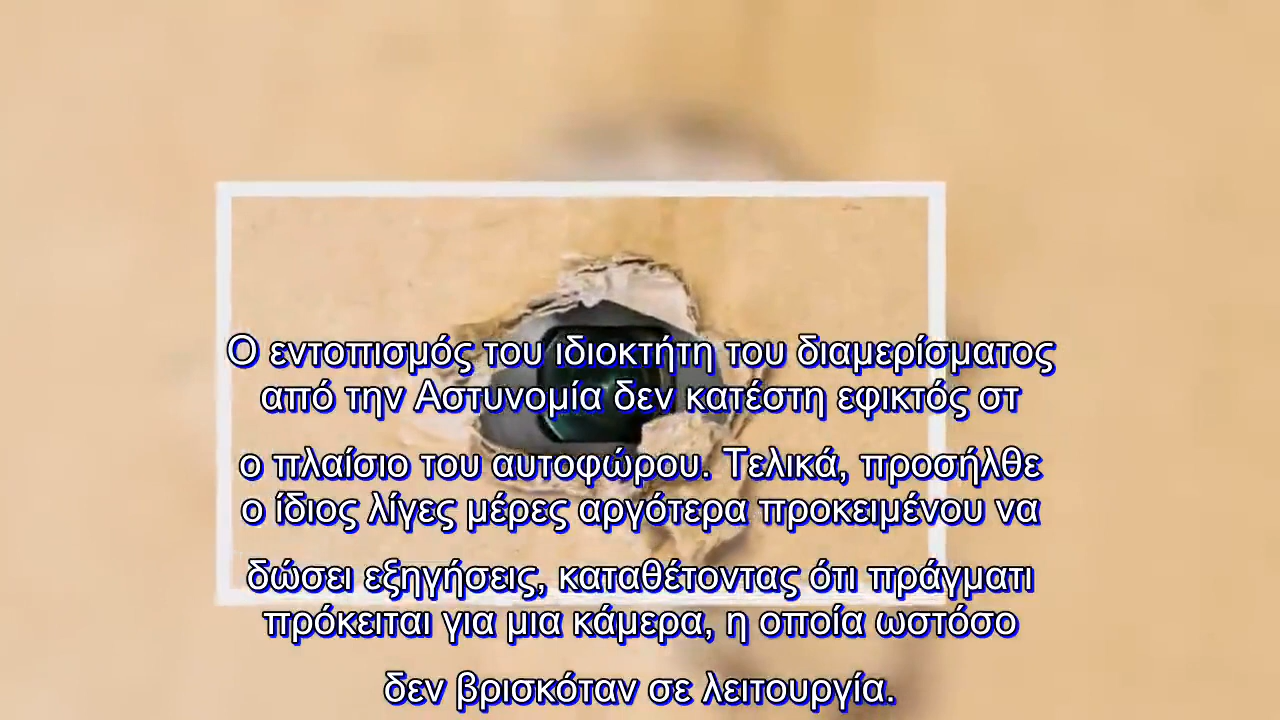 Ο εντοπισμός του ιδιοκτήτη του διαμερίσματος
από την Αστυνομία δεν κατέστη εφικτός στ
ο πλαίσιο του αυτοφώρου. Τελικά, προσήλθε
ο ίδιος λίγες μέρες αργότερα προκειμένου να
δώσει εξηγήσεις, καταθέτοντας ότι πράγματι
πρόκειται για μια κάμερα, η οποία ωστόσο
δεν βρισκόταν σε λειτουργία.